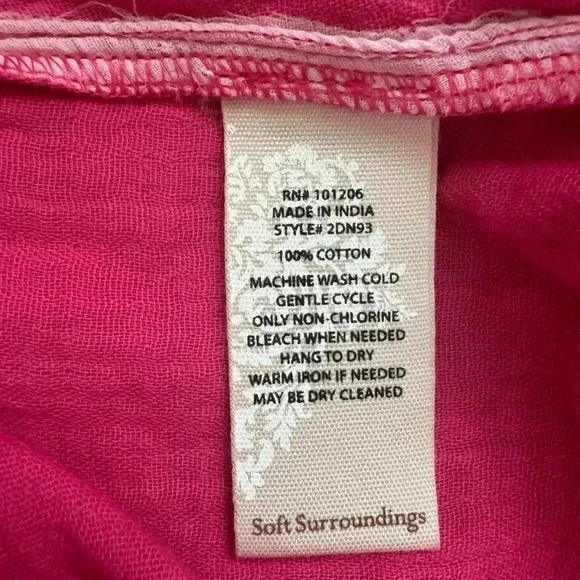 RN# 101206
MADE IN INDIA
STYLE# 2DN93
100% COTTON
MACHINE WASH COLD
GENTLE CYCLE
ONLY NON-CHLORINE
BLEACH WHEN NEEDED
HANG TO DRY
WARM IRON IF NEEDED
MAY BE DRY CLEANED
Soft Surroundings